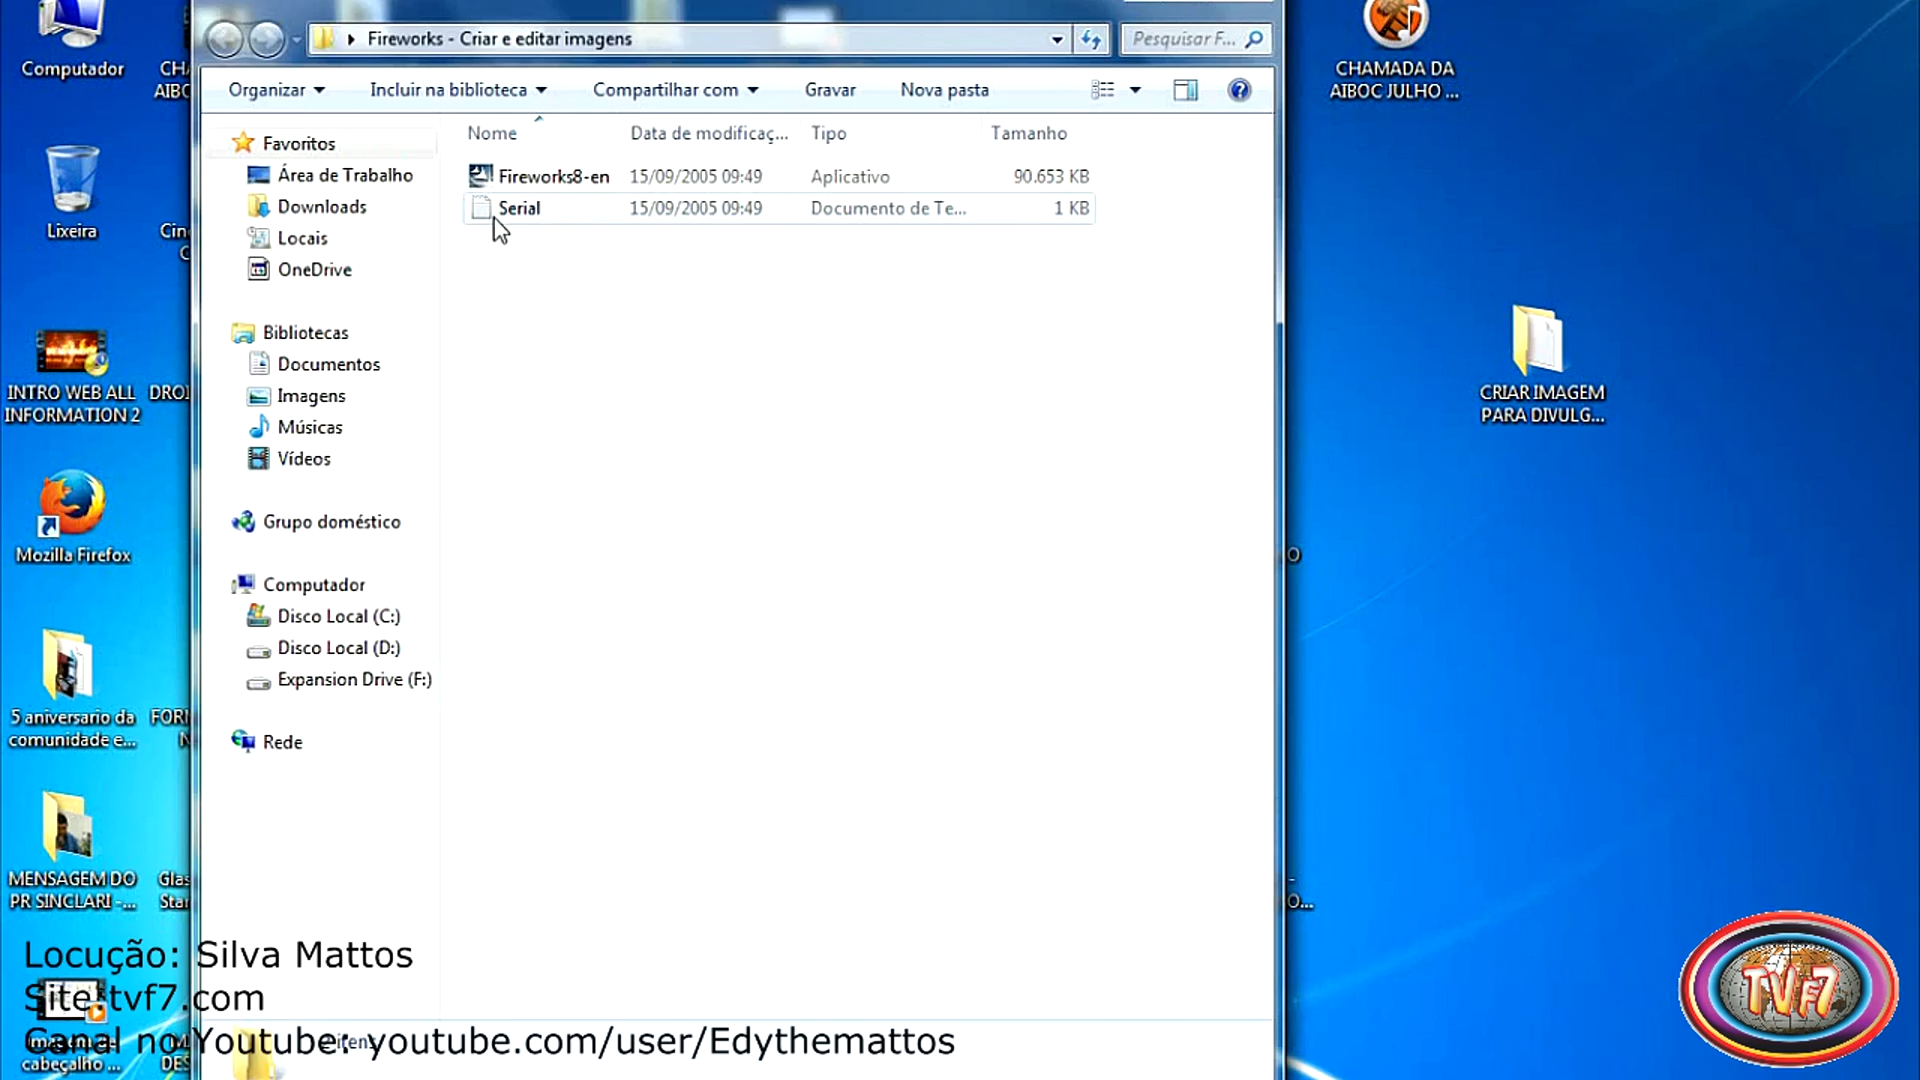 Fireworks - Criar e editar imagens
Pesquisar F...
Organizar
Incluir na biblioteca
Compartilhar com
Gravar
Nova pasta
Nome
Data de modificaç...
Tipo
Tamanho
Fireworks8-en
15/09/2005 09:49
Aplicativo
90.653 KB
Serial
15/09/2005 09:49
Documento de Te...
1 KB
Favoritos
Área de Trabalho
Downloads
Locais
OneDrive
Bibliotecas
Documentos
Imagens
Músicas
Vídeos
Grupo doméstico
Computador
Disco Local (C:)
Disco Local (D:)
Expansion Drive (F:)
Rede
Computador
Lixeira
INTRO WEB ALL
INFORMATION 2
Mozilla Firefox
5 aniversario da
comunidade e...
MENSAGEM DO
PR SINCLARI -...
cabeçalho ...
CHAMADA DA
AIBOC JULHO ...
CRIAR IMAGEM
PARA DIVULG...
Locução: Silva Mattos
Site:tvf7.com
Canal no Youtube: youtube.com/user/Edythemattos
TVF7